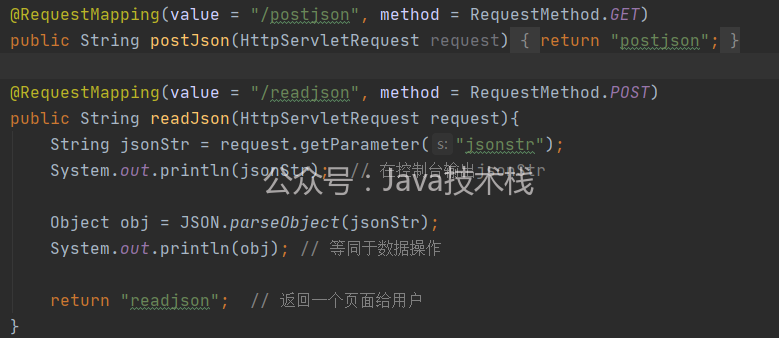 @RequestMapping(value = "/postjson", method = RequestMethod.GET)
public String postJson(HttpServletRequest request) { return "postjson"; }
@RequestMapping(value = "/readjson", method = RequestMethod.POST)
public String readJson(HttpServletRequest request){
String jsonStr = request.getParameter( s: "jsonstr");
System.out.println(jsonStr); // 在控制台输出jsonStr
公众号：Java技术栈
Object obj = JSON.parseObject(jsonStr);
System.out.println(obj); // 等同于数据操作
return "readjson"; // 返回一个页面给用户
}